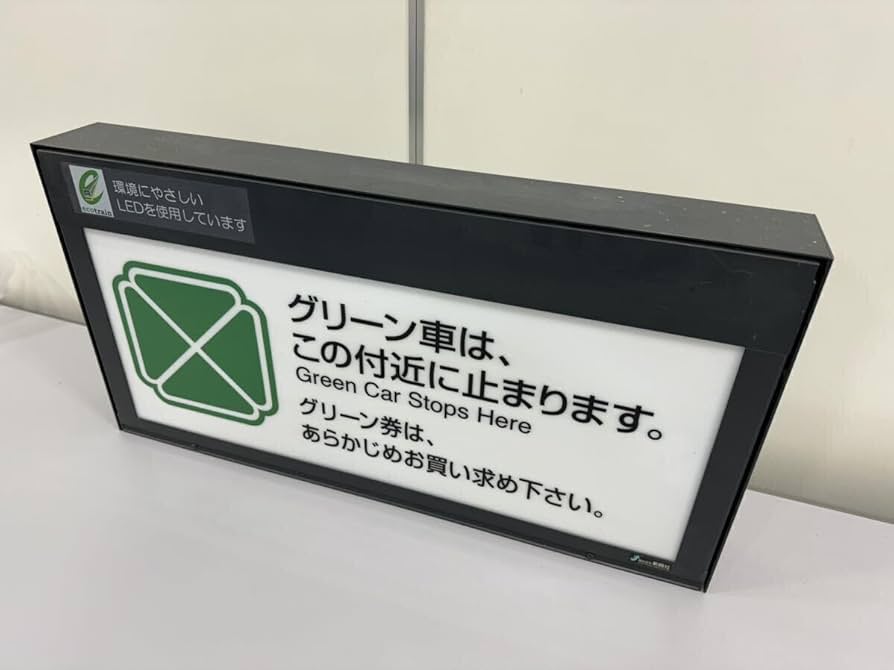 環境にやさしい
LEDを使用しています
ecotrain
グリーン車は、
この付近に止まります。
Green Car Stops Here
グリーン券は、
あらかじめお買い求め下さい。